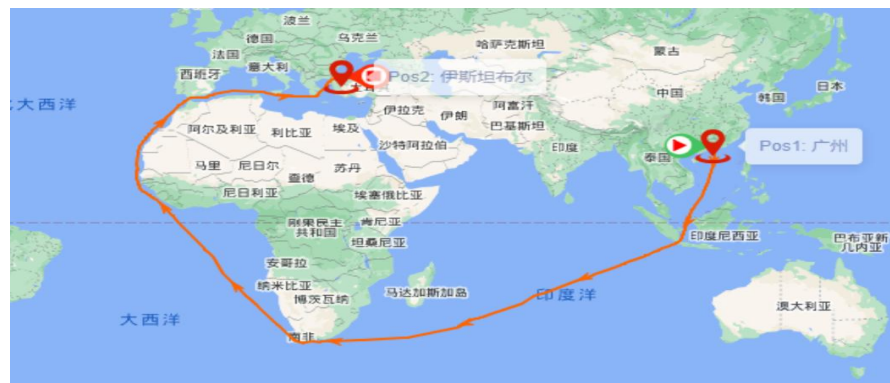 波兰
德国
乌克兰
法国
哈萨克斯坦
蒙古
意大利
西班牙
Pos2: 伊斯坦布尔
中国
日本
韩国
大西洋
阿富汗
伊拉克
伊朗
巴基斯坦
阿尔及利亚
利比亚
埃及
沙特阿拉伯
印度
泰国
Pos1: 广州
马里
尼日尔
苏丹
查德
尼日利亚
埃塞俄比亚
刚果民主
共和国
肯尼亚
坦桑尼亚
印度尼西亚
巴布亚新
几内亚
安哥拉
纳米比亚
博茨瓦纳
马达加斯加岛
印度洋
澳大利亚
大西洋
南非